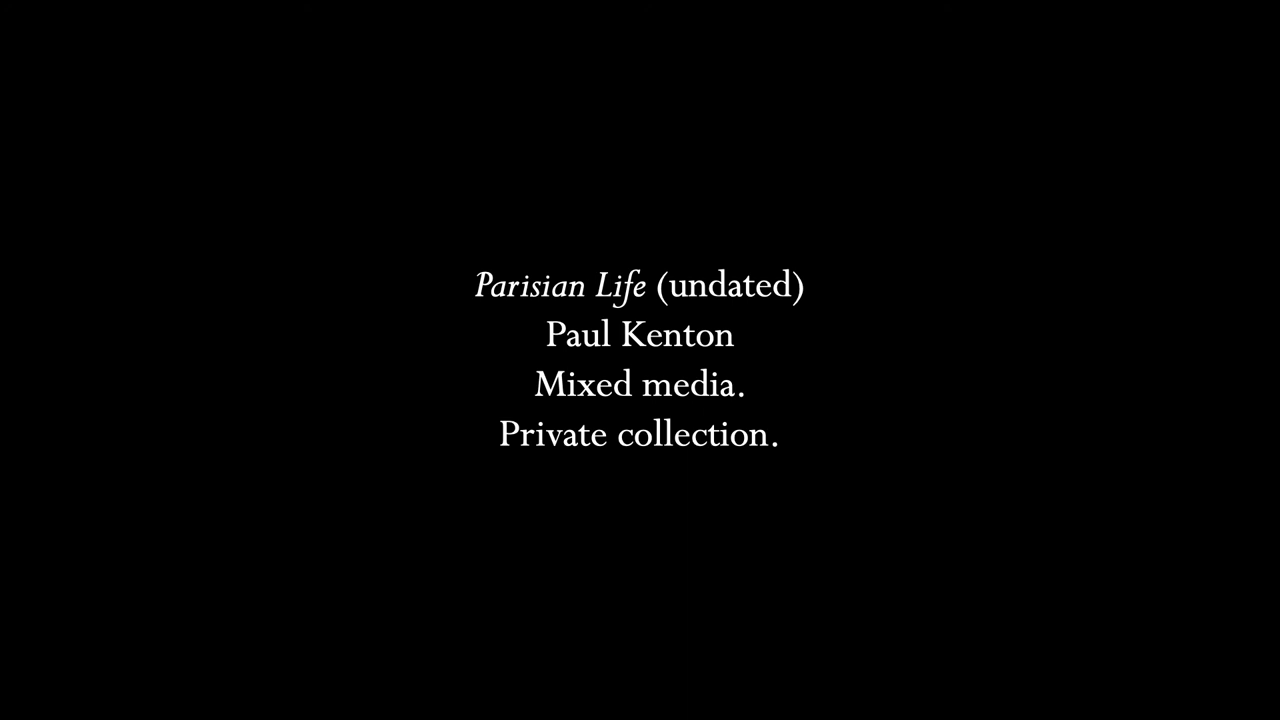 Parisian Life (undated)
Paul Kenton
Mixed media.
Private collection.